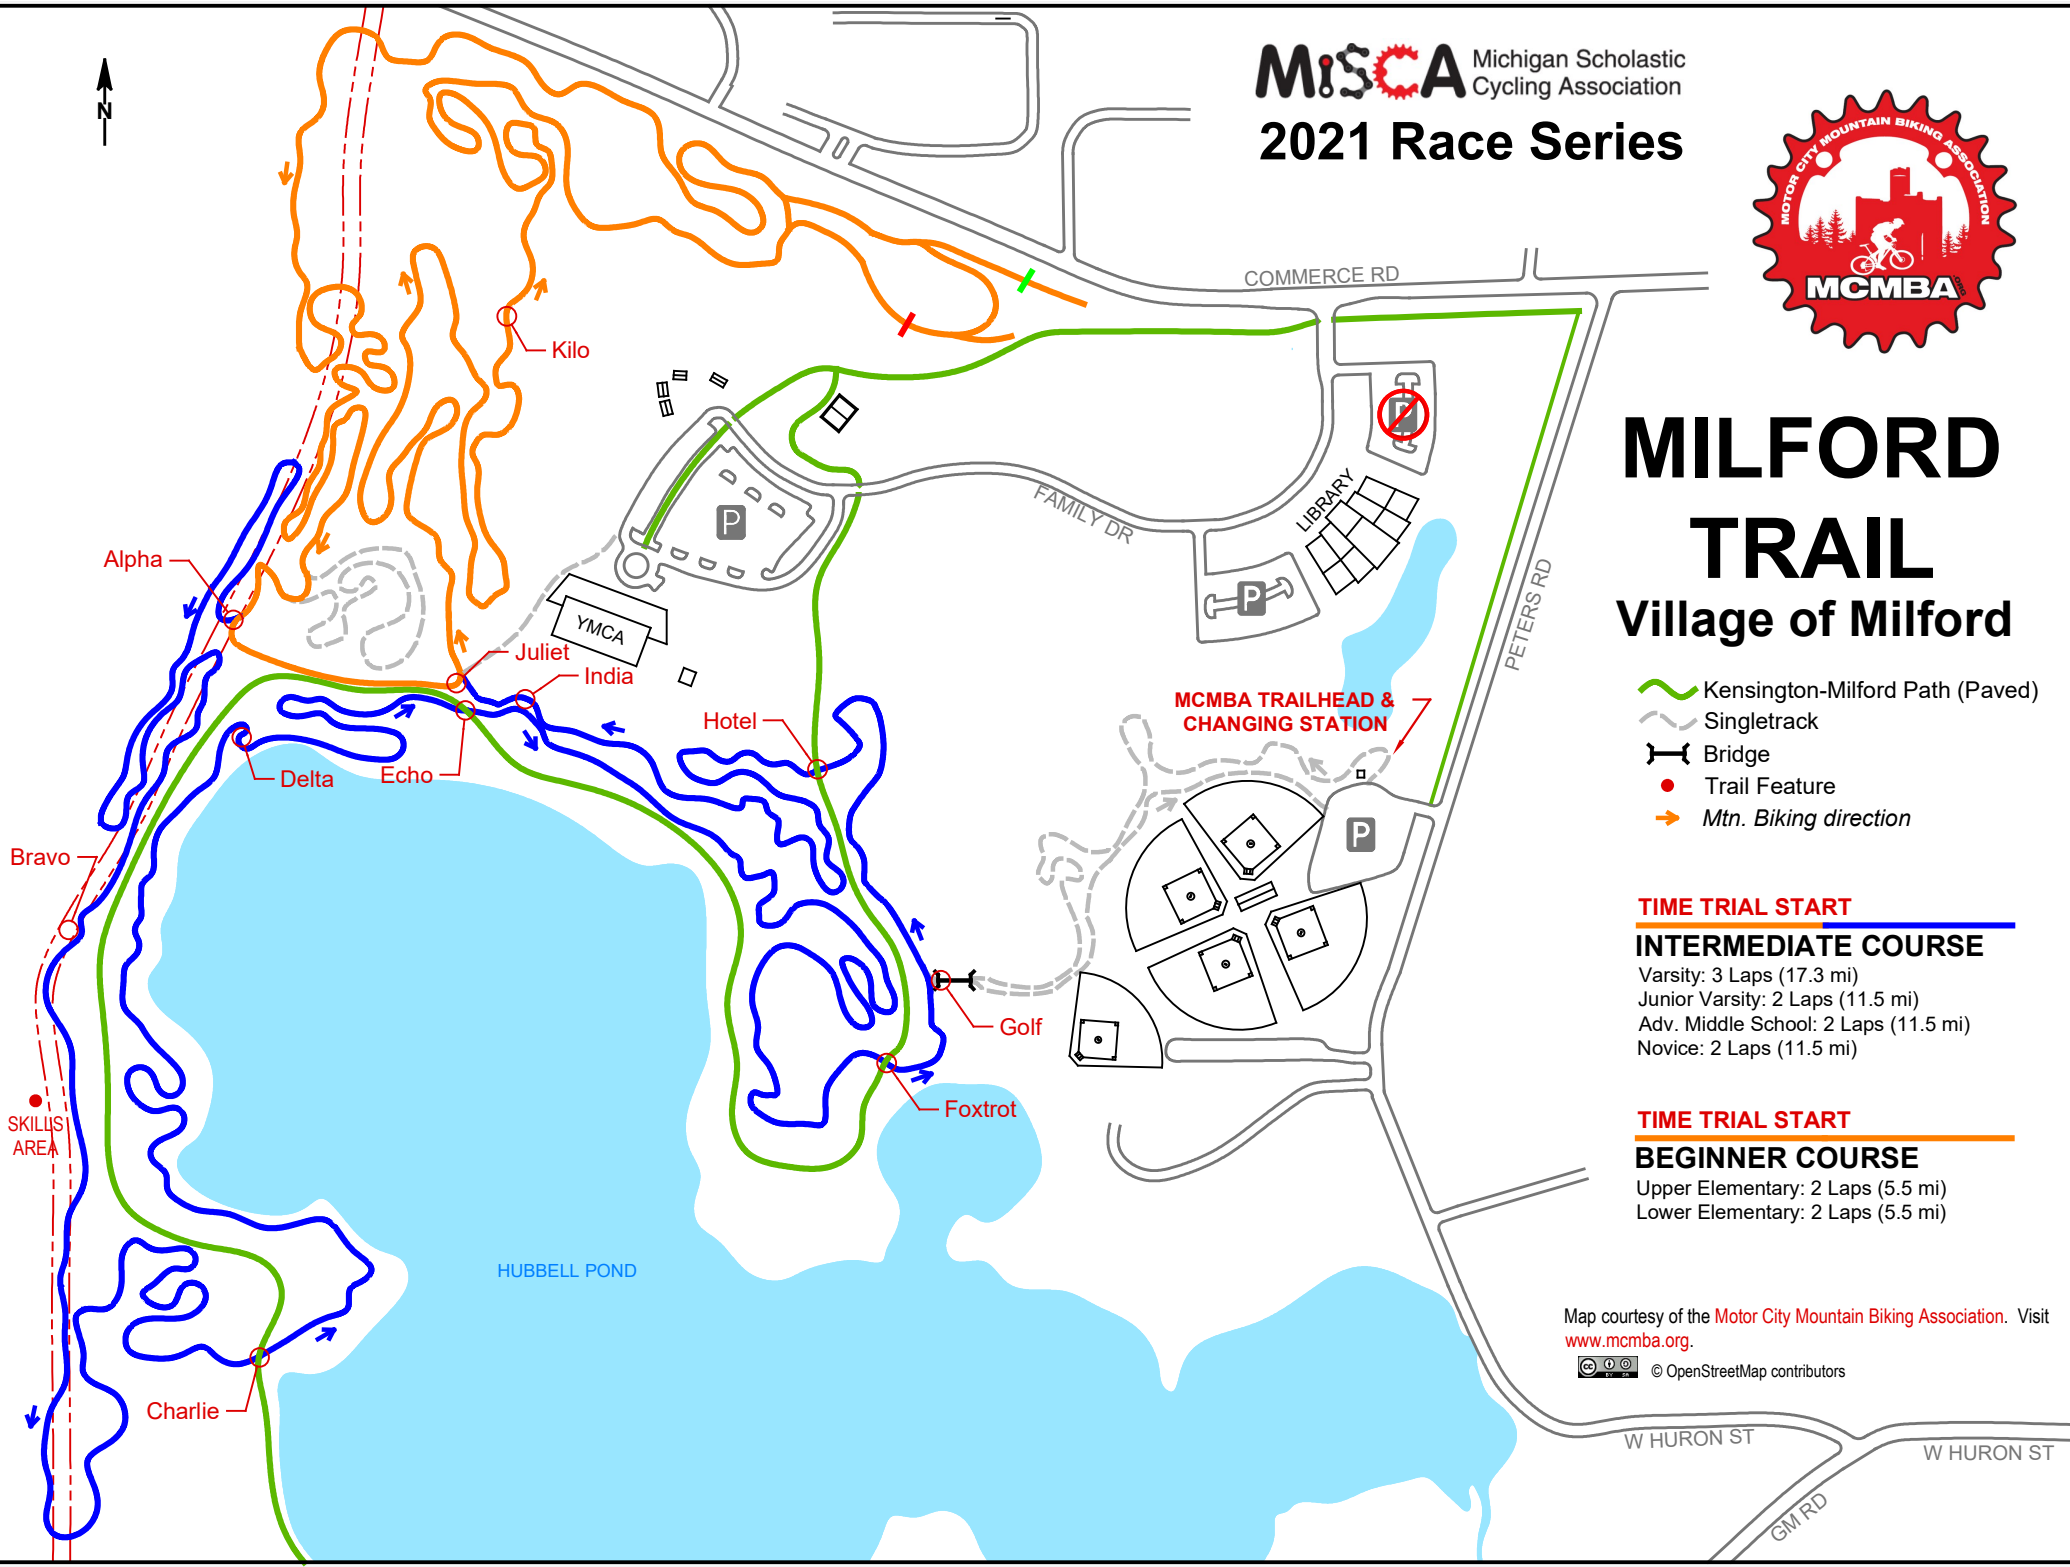 N
MiSCA
Michigan Scholastic
Cycling Association
2021 Race Series
MOTOR CITY MOUNTAIN BIKING ASSOCIATION
MCMBA
.ORG
COMMERCE RD
Kilo
P
MILFORD
TRAIL
Village of Milford
LIBRARY
FAMILY DR
P
Alpha
P
PETERS RD
YMCA
Juliet
India
MCMBA TRAILHEAD &
CHANGING STATION
Hotel
Delta
Echo
Kensington-Milford Path (Paved)
Singletrack
Bridge
Trail Feature
Mtn. Biking direction
P
Bravo
TIME TRIAL START
INTERMEDIATE COURSE
Varsity: 3 Laps (17.3 mi)
Junior Varsity: 2 Laps (11.5 mi)
Adv. Middle School: 2 Laps (11.5 mi)
Novice: 2 Laps (11.5 mi)
Golf
Foxtrot
SKILLS
AREA
TIME TRIAL START
BEGINNER COURSE
Upper Elementary: 2 Laps (5.5 mi)
Lower Elementary: 2 Laps (5.5 mi)
HUBBELL POND
Map courtesy of the Motor City Mountain Biking Association. Visit
www.mcmba.org.
cc
BY SA
© OpenStreetMap contributors
Charlie
W HURON ST
W HURON ST
GM RD